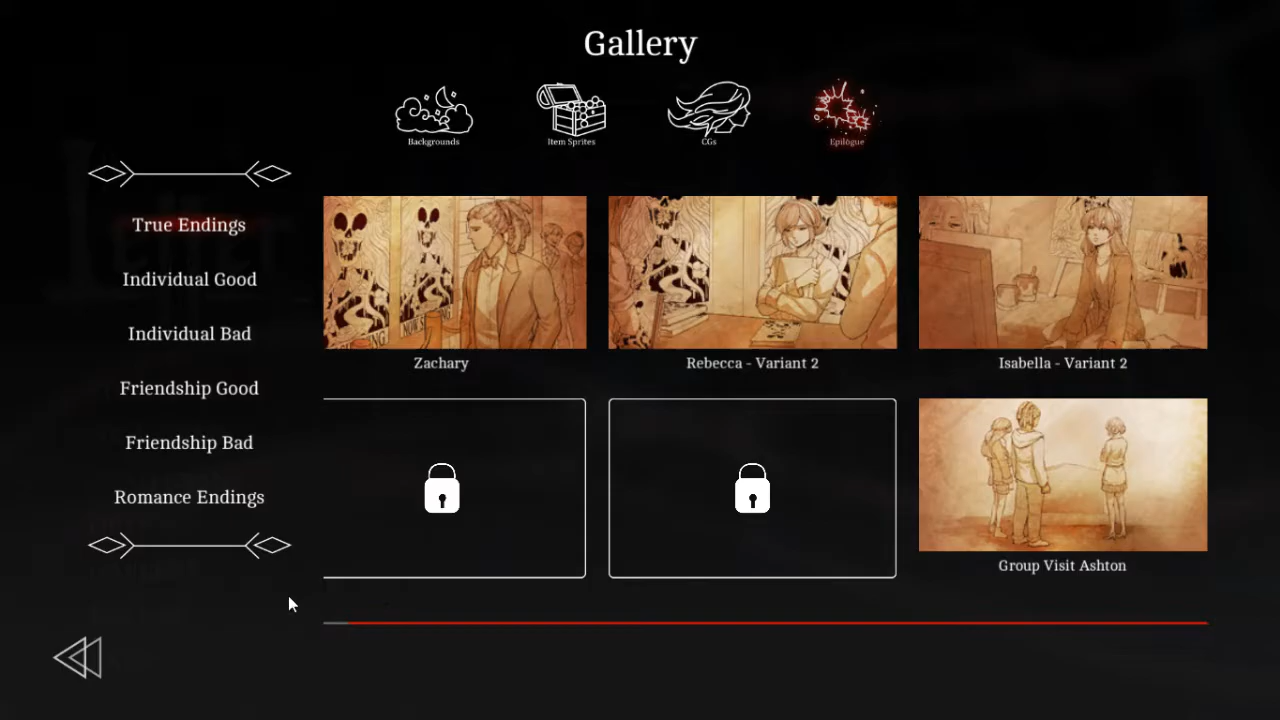 Gallery
Backgrounds
Item Sprites
CGs
Epilogue
True Endings
Individual Good
Individual Bad
Friendship Good
Friendship Bad
Romance Endings
Zachary
Rebecca - Variant 2
Isabella - Variant 2
Group Visit Ashton